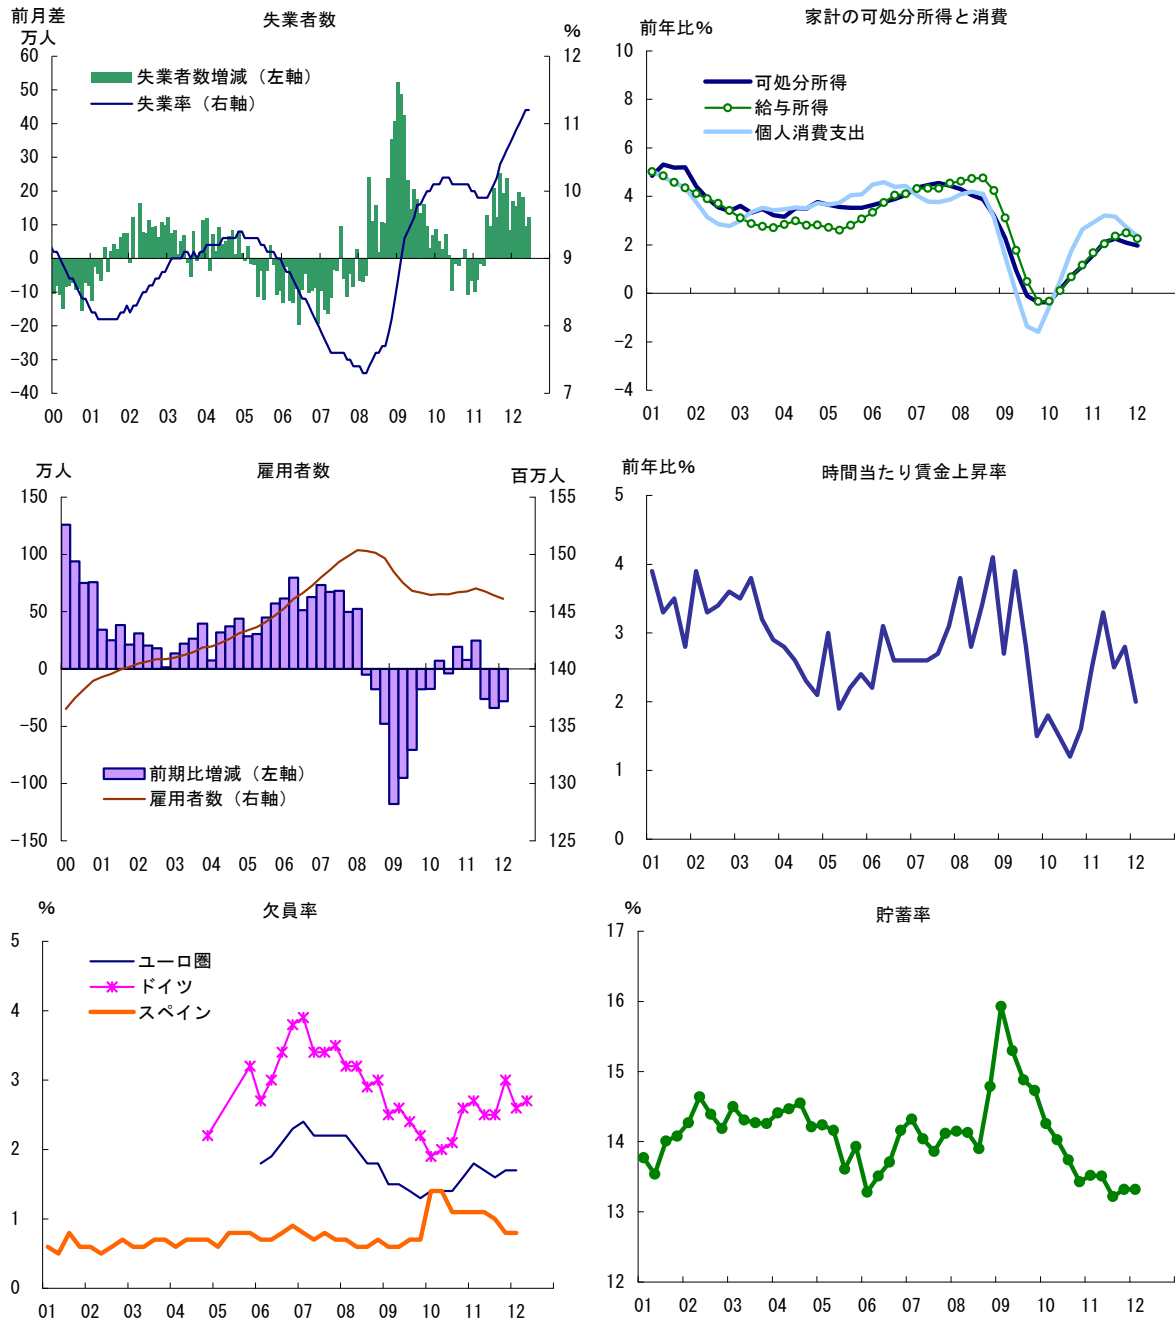 失業者数
前月差
万人
%
60
50
40
30
20
10
0
-10
-20
-30
-40
12
11
10
9
8
7
失業者数増減（左軸）
失業率（右軸）
00 01 02 03 04 05 06 07 08 09 10 11 12
家計の可処分所得と消費
前年比%
10
8
6
4
2
0
-2
-4
可処分所得
給与所得
個人消費支出
01 02 03 04 05 06 07 08 09 10 11 12
雇用者数
万人
百万人
150
100
50
0
-50
-100
-150
155
150
145
140
135
130
125
前期比増減（左軸）
雇用者数（右軸）
00 01 02 03 04 05 06 07 08 09 10 11 12
時間当たり賃金上昇率
前年比%
5
4
3
2
1
0
01 02 03 04 05 06 07 08 09 10 11 12
欠員率
%
5
4
3
2
1
0
ユーロ圏
ドイツ
スペイン
01 02 03 04 05 06 07 08 09 10 11 12
貯蓄率
%
17
16
15
14
13
12
01 02 03 04 05 06 07 08 09 10 11 12